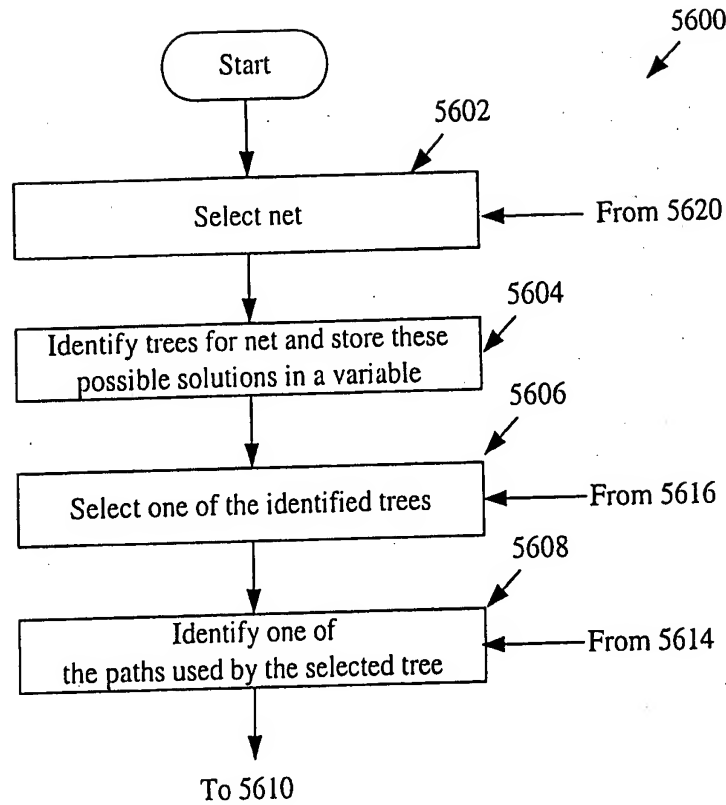 5600
Start
5602
Select net
From 5620
5604
Identify trees for net and store these
possible solutions in a variable
5606
Select one of the identified trees
From 5616
5608
Identify one of
the paths used by the selected tree
From 5614
To 5610